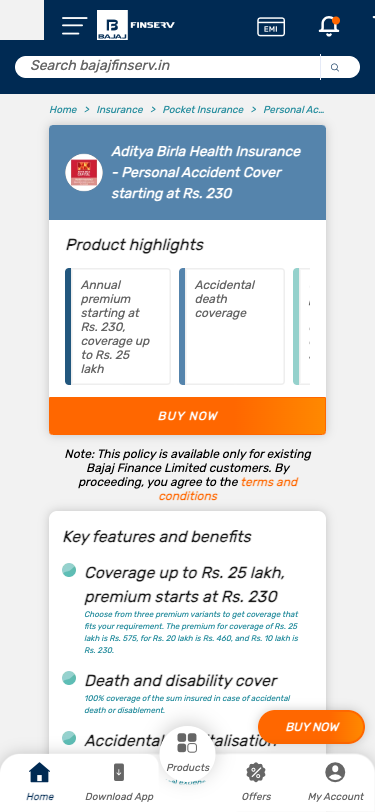 BAJAJ FINSERV
EMI
Search bajajfinserv.in
Home > Insurance > Pocket Insurance > Personal Ac...
Aditya Birla Health Insurance
- Personal Accident Cover
starting at Rs. 230
Product highlights
Annual
premium
starting at
Rs. 230,
coverage up
to Rs. 25
lakh
Accidental
death
coverage
BUY NOW
Note: This policy is available only for existing
Bajaj Finance Limited customers. By
proceeding, you agree to the terms and
conditions
Key features and benefits
Coverage up to Rs. 25 lakh,
premium starts at Rs. 230
Choose from three premium variants to get coverage that
fits your requirement. The premium for coverage of Rs. 25
lakh is Rs. 575, for Rs. 20 lakh is Rs. 460, and Rs. 10 lakh is
Rs. 230.
Death and disability cover
100% coverage of the sum insured in case of accidental
death or disablement.
BUY NOW
Accidental
Home
Download App
Products
Offers
My Account